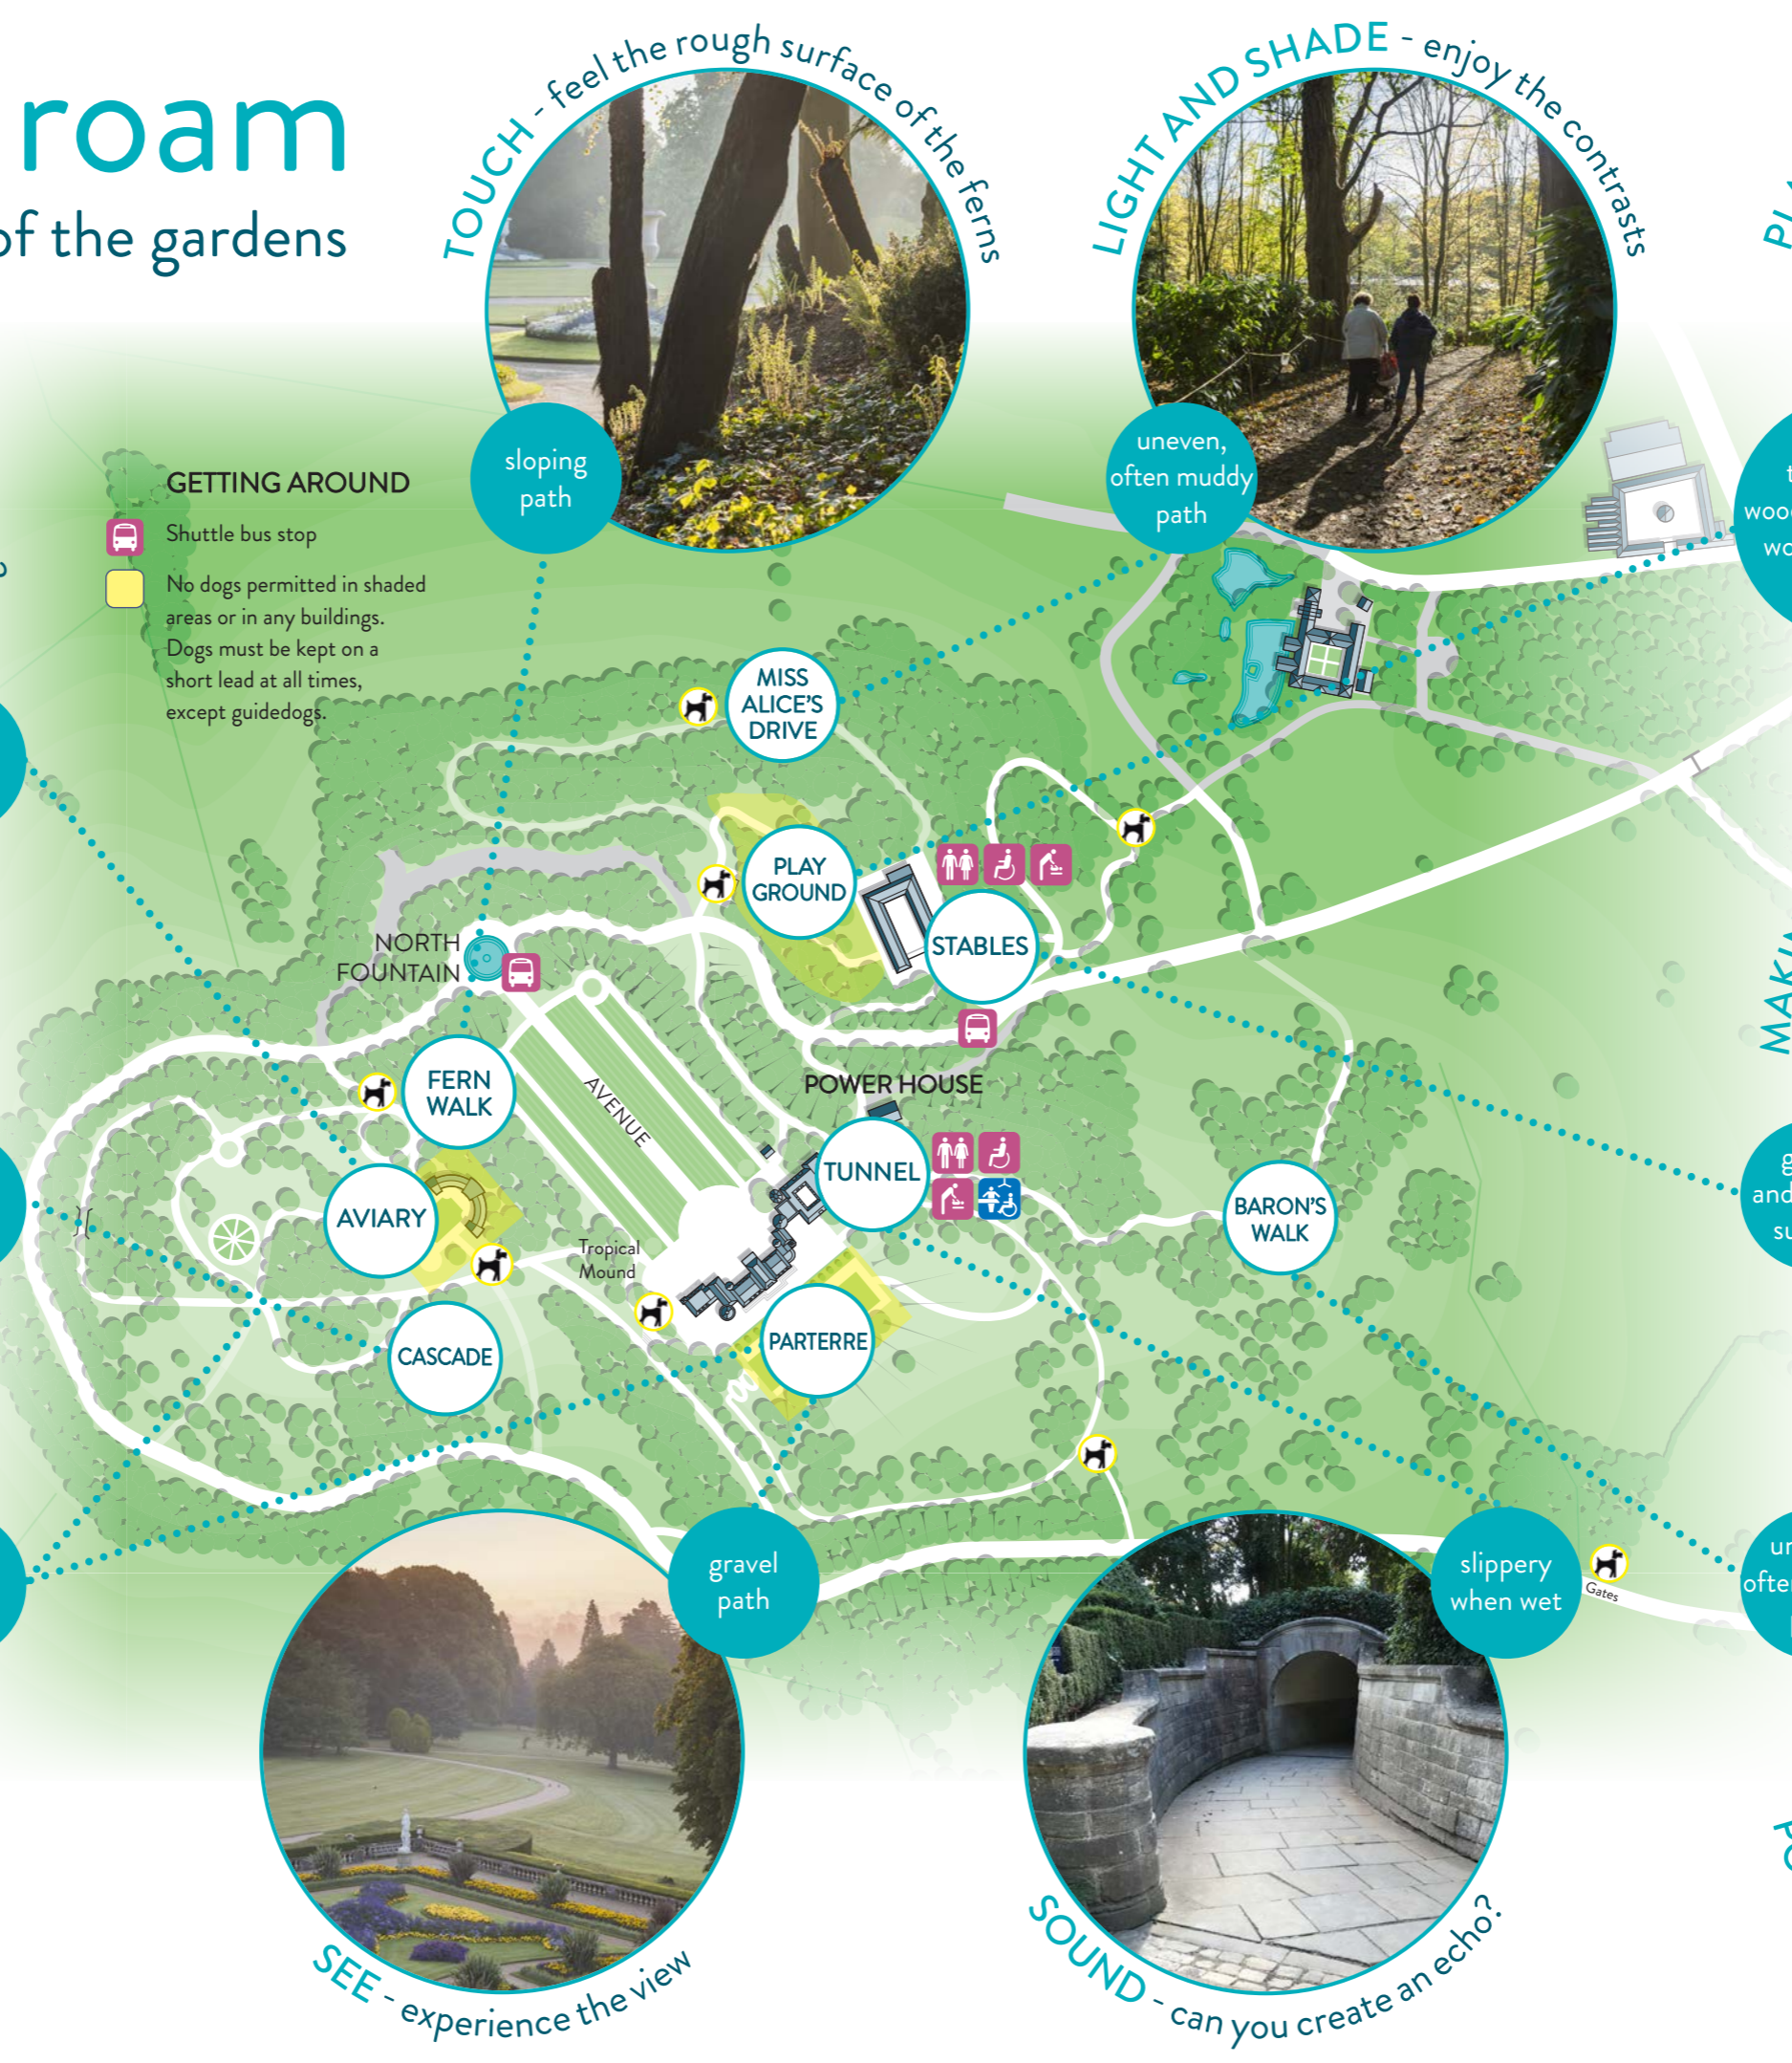 roam
of the gardens
TOUCH - feel the rough surface of the ferns
LIGHT AND SHADE - enjoy the contrasts
sloping
path
uneven,
often muddy
path
GETTING AROUND
Shuttle bus stop
No dogs permitted in shaded
areas or in any buildings.
Dogs must be kept on a
short lead at all times,
except guidedogs.
MISS
ALICE'S
DRIVE
PLAY
GROUND
STABLES
NORTH
FOUNTAIN
FERN
WALK
AVENUE
POWER HOUSE
TUNNEL
AVIARY
BARON'S
WALK
Tropical
Mound
PARTERRE
CASCADE
gravel
path
slippery
when wet
Gates
SEE - experience the view
SOUND - can you create an echo?